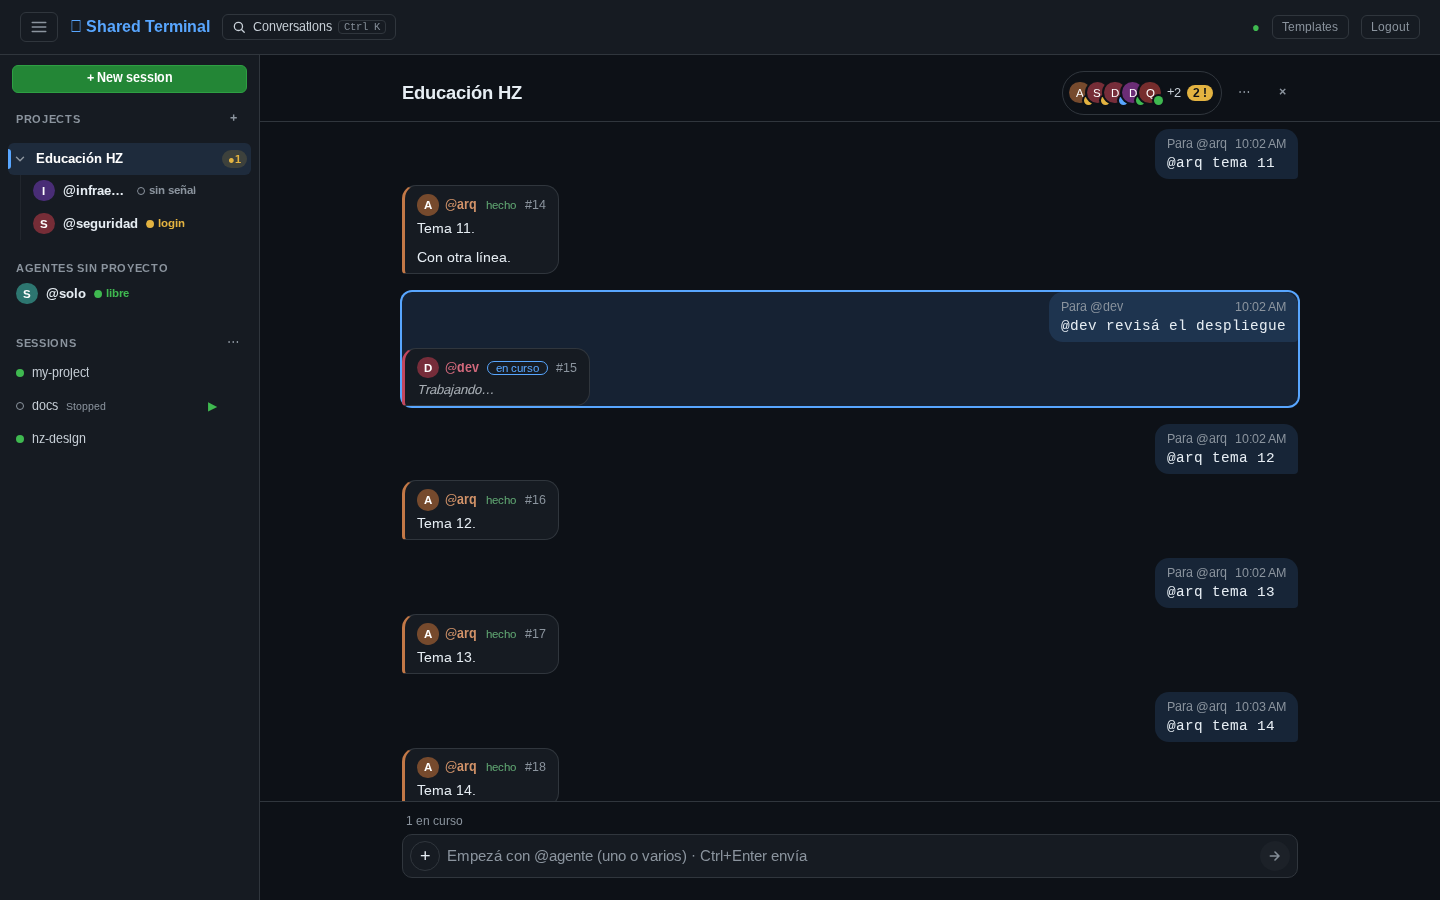 Shared Terminal
Conversations Ctrl K
Templates
Logout
+ New session
PROJECTS +
Educación HZ ●1
I @infrae… sin señal
S @seguridad login
AGENTES SIN PROYECTO
S @solo libre
SESSIONS ···
my-project
docs Stopped
hz-design
Educación HZ
A S D D Q +2 2 ! ··· ×
Para @arq 10:02 AM
@arq tema 11
A @arq hecho #14
Tema 11.
Con otra línea.
Para @dev 10:02 AM
@dev revisá el despliegue
D @dev en curso #15
Trabajando…
Para @arq 10:02 AM
@arq tema 12
A @arq hecho #16
Tema 12.
Para @arq 10:02 AM
@arq tema 13
A @arq hecho #17
Tema 13.
Para @arq 10:03 AM
@arq tema 14
A @arq hecho #18
Tema 14.
1 en curso
+ Empezá con @agente (uno o varios) · Ctrl+Enter envía